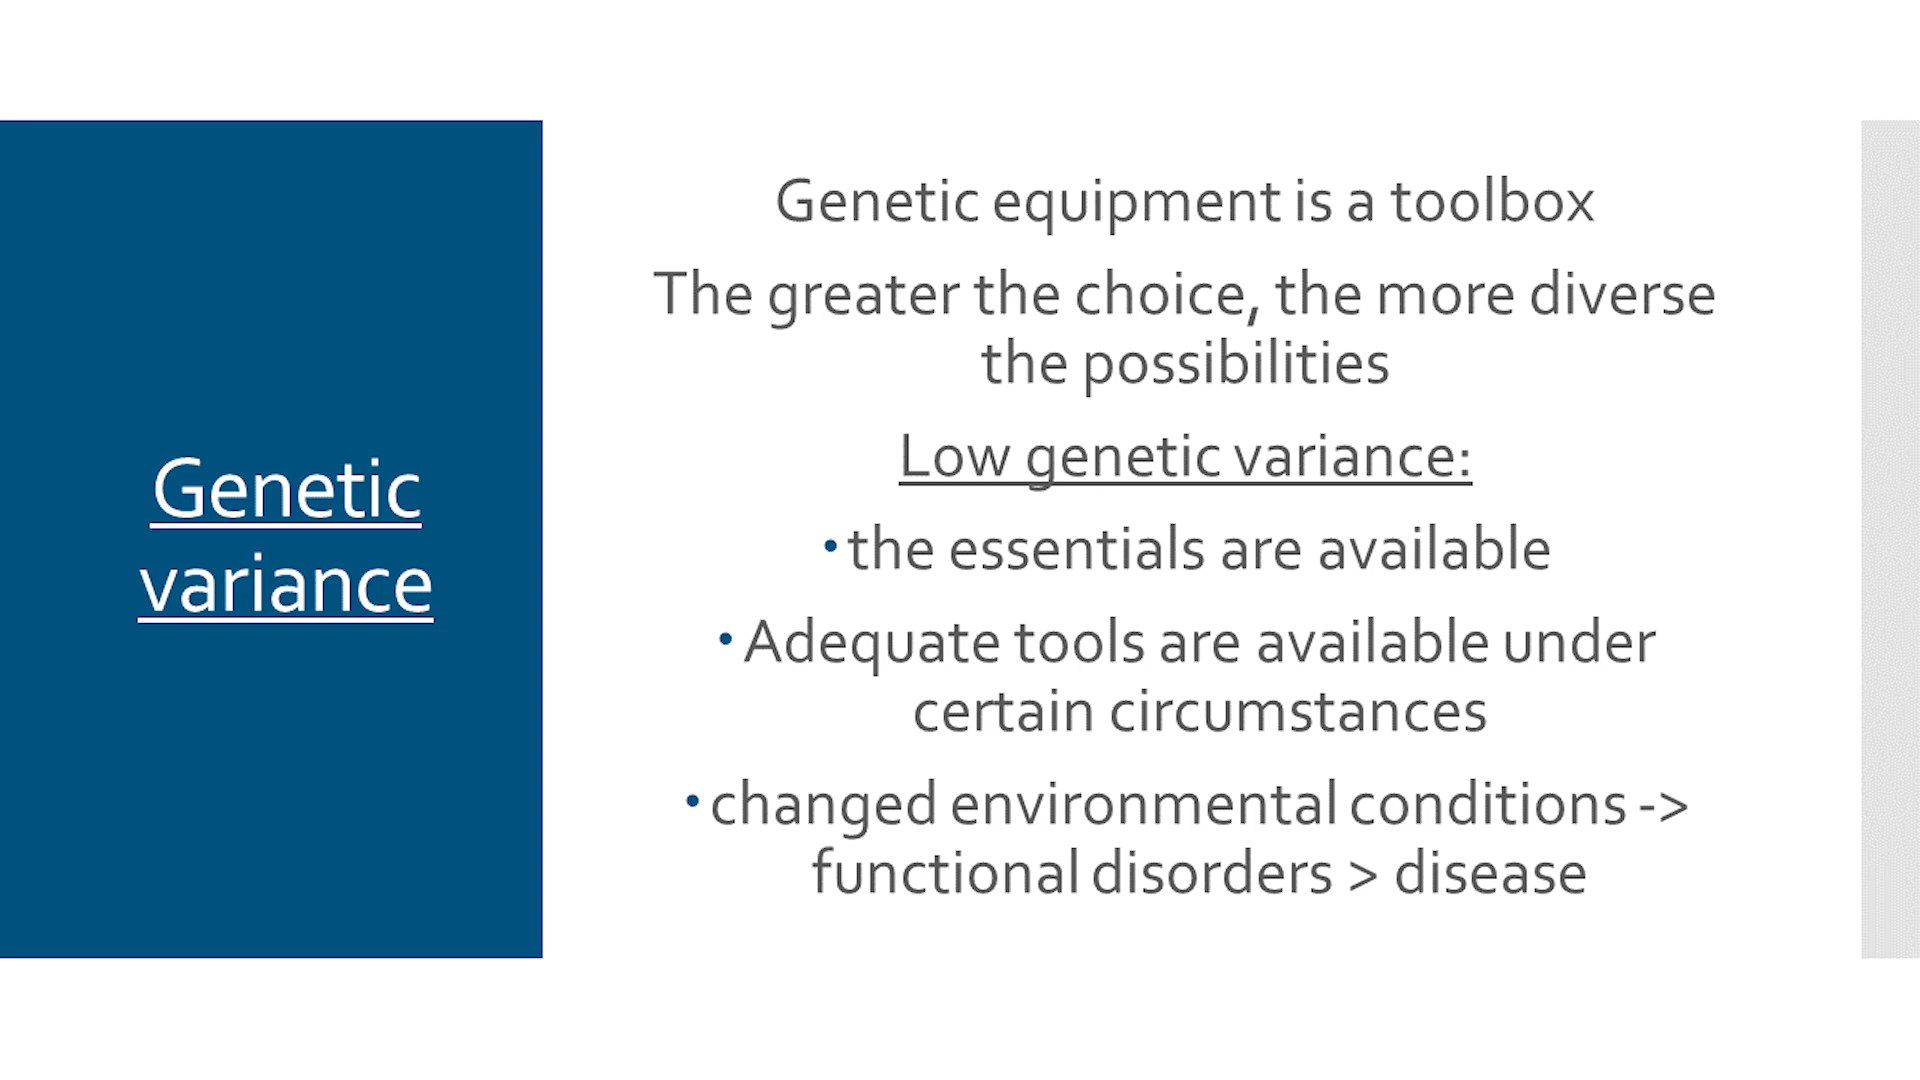 Genetic
variance
Genetic equipment is a toolbox
The greater the choice, the more diverse
the possibilities
Low genetic variance:
•the essentials are available
•Adequate tools are available under
certain circumstances
•changed environmental conditions ->
functional disorders > disease